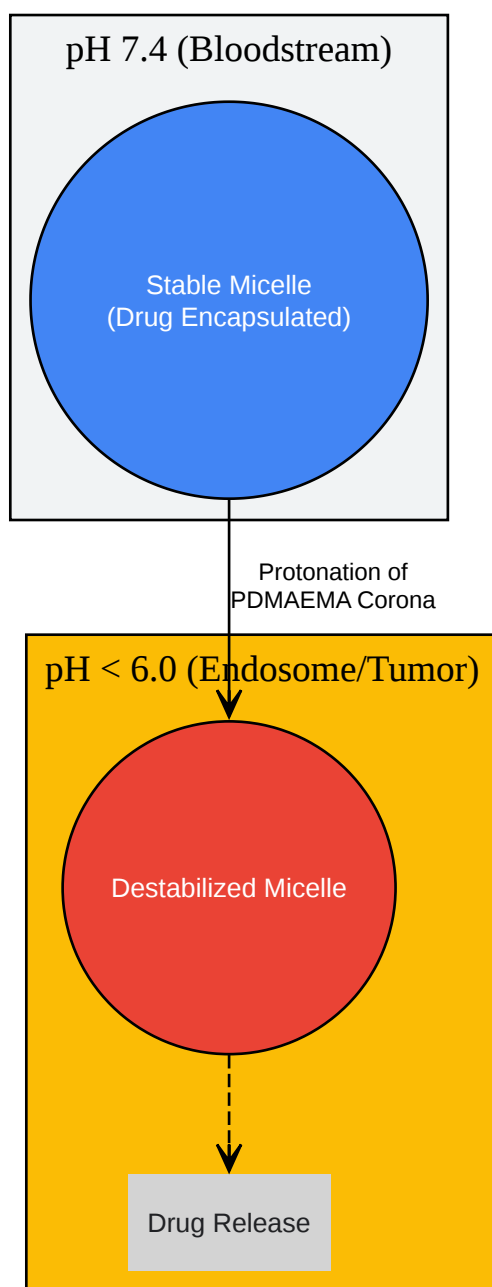 pH 7.4 (Bloodstream)
Stable Micelle
(Drug Encapsulated)
Protonation of
PDMAEMA Corona
pH < 6.0 (Endosome/Tumor)
Destabilized Micelle
Drug Release